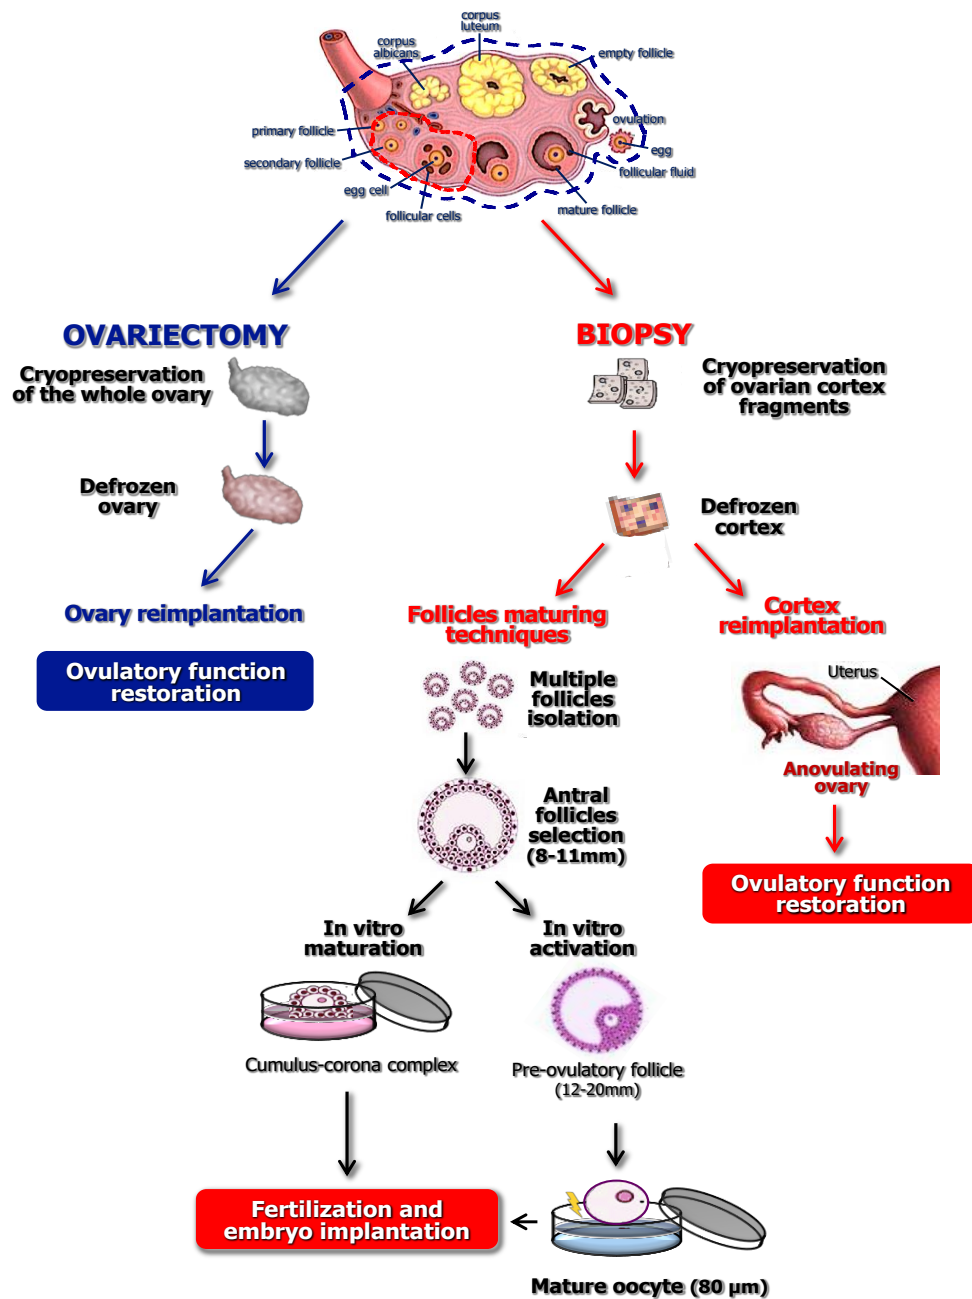 corpus
luteum
corpus
albicans
empty follicle
ovulation
primary follicle
egg
secondary follicle
follicular fluid
egg cell
mature follicle
follicular cells
OVARIECTOMY
Cryopreservation
of the whole ovary
Defrozen
ovary
Ovary reimplantation
Ovulatory function
restoration
BIOPSY
Cryopreservation
of ovarian cortex
fragments
Defrozen
cortex
Follicles maturing
techniques
Multiple
follicles
isolation
Antral
follicles
selection
(8-11mm)
In vitro
maturation
Cumulus-corona complex
In vitro
activation
Pre-ovulatory follicle
(12-20mm)
Mature oocyte (80 µm)
Fertilization and
embryo implantation
Cortex
reimplantation
Uterus
Anovulating
ovary
Ovulatory function
restoration